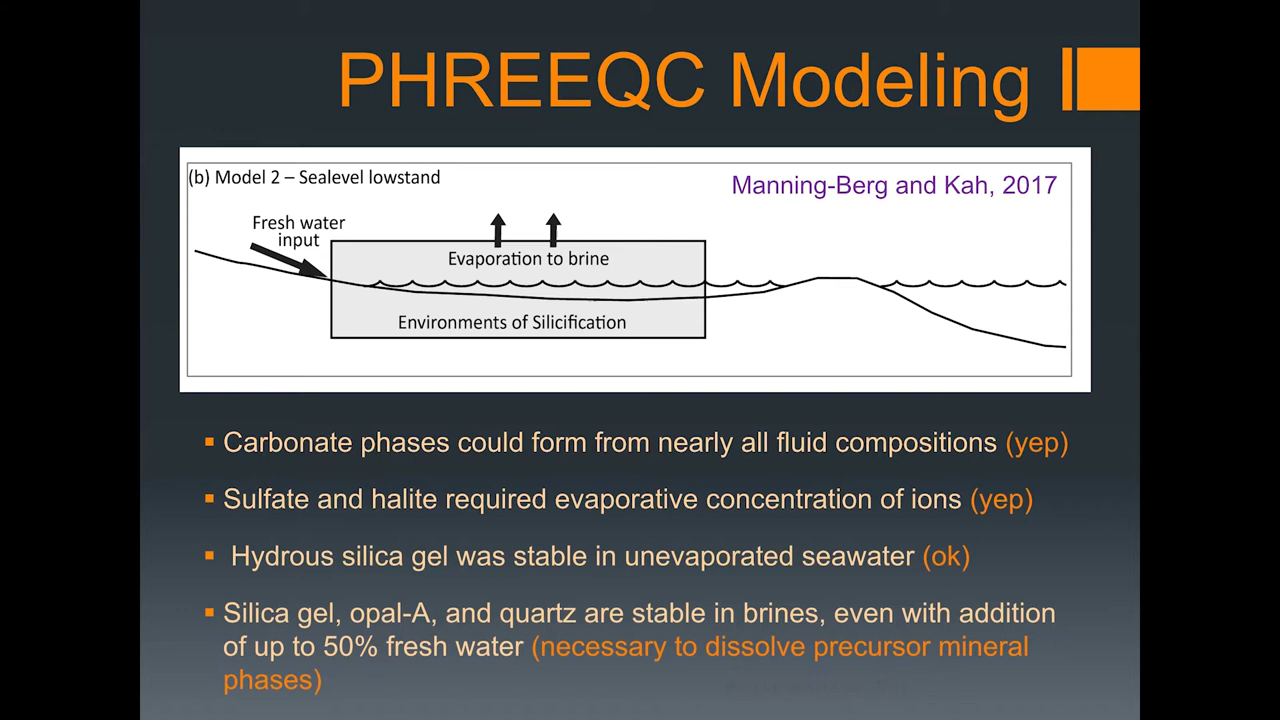 PHREEQC Modeling
(b) Model 2 – Sealevel lowstand
Manning-Berg and Kah, 2017
Fresh water
input
Evaporation to brine
Environments of Silicification
Carbonate phases could form from nearly all fluid compositions (yep)
Sulfate and halite required evaporative concentration of ions (yep)
Hydrous silica gel was stable in unevaporated seawater (ok)
Silica gel, opal-A, and quartz are stable in brines, even with addition
of up to 50% fresh water (necessary to dissolve precursor mineral
phases)